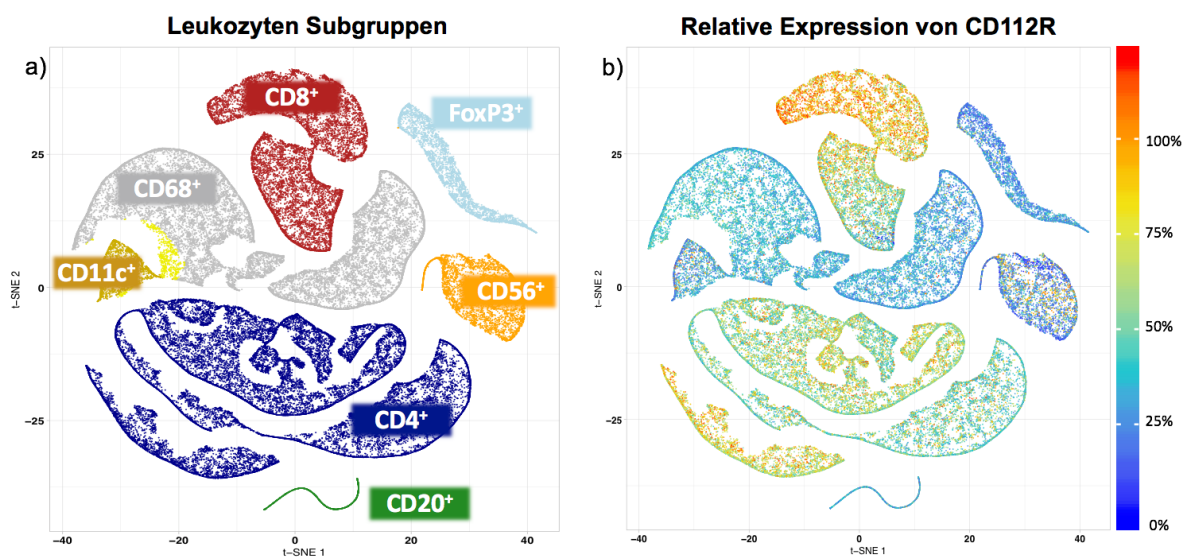 Leukozyten Subgruppen
Relative Expression von CD112R
a)
CD8⁺
FoxP3⁺
CD68⁺
CD11c⁺
CD56⁺
CD4⁺
CD20⁺
25
0
−25
t−SNE 2
−40
−20
0
20
40
t−SNE 1
b)
25
0
−25
t−SNE 2
−40
−20
0
20
40
t−SNE 1
100%
75%
50%
25%
0%